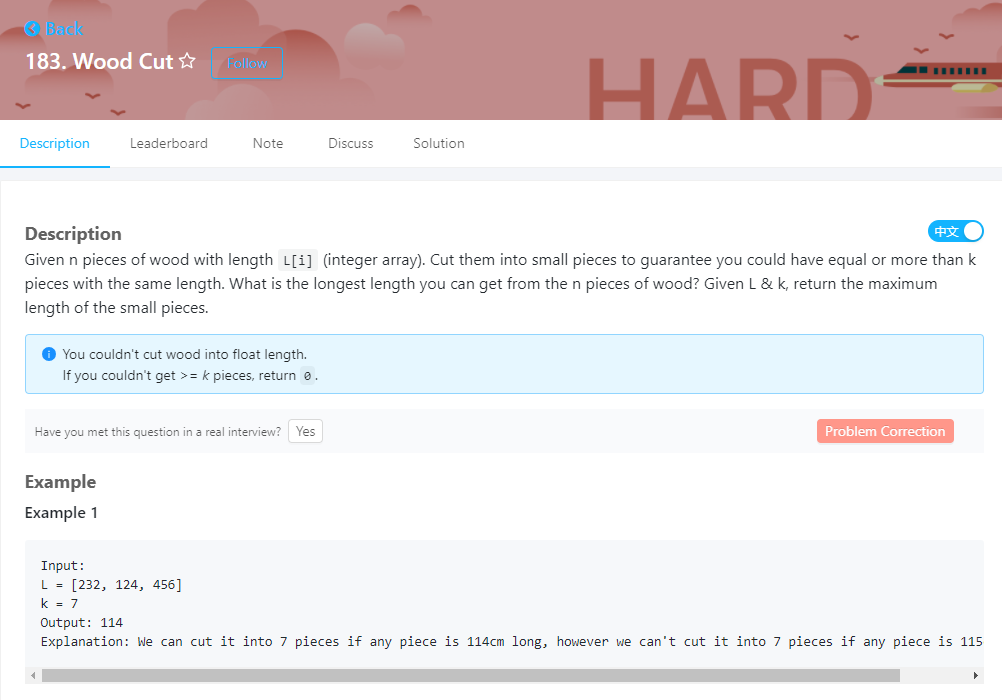 Back
183. Wood Cut
Follow
HARD
Description Leaderboard Note Discuss Solution
Description
中文
Given n pieces of wood with length L[i] (integer array). Cut them into small pieces to guarantee you could have equal or more than k
pieces with the same length. What is the longest length you can get from the n pieces of wood? Given L & k, return the maximum
length of the small pieces.
You couldn't cut wood into float length.
If you couldn't get >= k pieces, return 0.
Have you met this question in a real interview? Yes
Problem Correction
Example
Example 1
Input:
L = [232, 124, 456]
k = 7
Output: 114
Explanation: We can cut it into 7 pieces if any piece is 114cm long, however we can't cut it into 7 pieces if any piece is 115